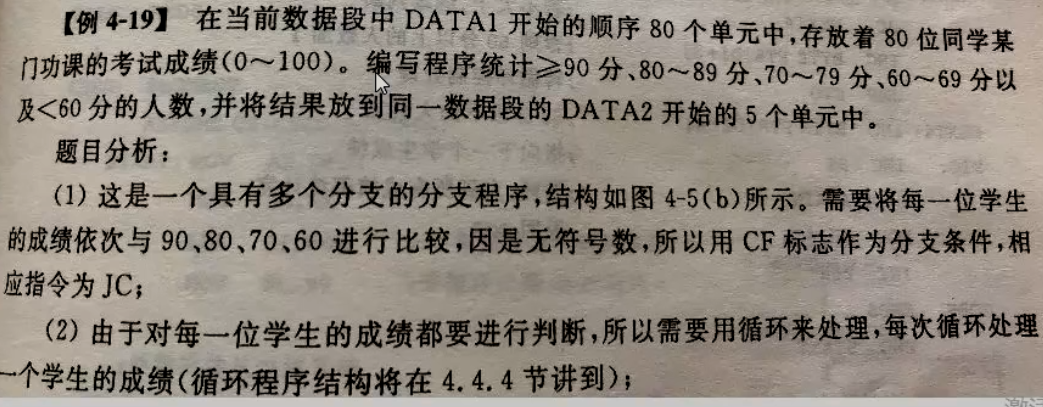 【例 4-19】 在当前数据段中 DATA1 开始的顺序 80 个单元中,存放着 80 位同学某
门功课的考试成绩(0～100)。编写程序统计≥90 分、80～89 分、70～79 分、60～69 分以
及<60 分的人数,并将结果放到同一数据段的 DATA2 开始的 5 个单元中。
题目分析:
(1) 这是一个具有多个分支的分支程序,结构如图 4-5(b)所示。需要将每一位学生
的成绩依次与 90、80、70、60 进行比较,因是无符号数,所以用 CF 标志作为分支条件,相
应指令为 JC;
(2) 由于对每一位学生的成绩都要进行判断,所以需要用循环来处理,每次循环处理
一个学生的成绩(循环程序结构将在 4.4.4 节讲到);